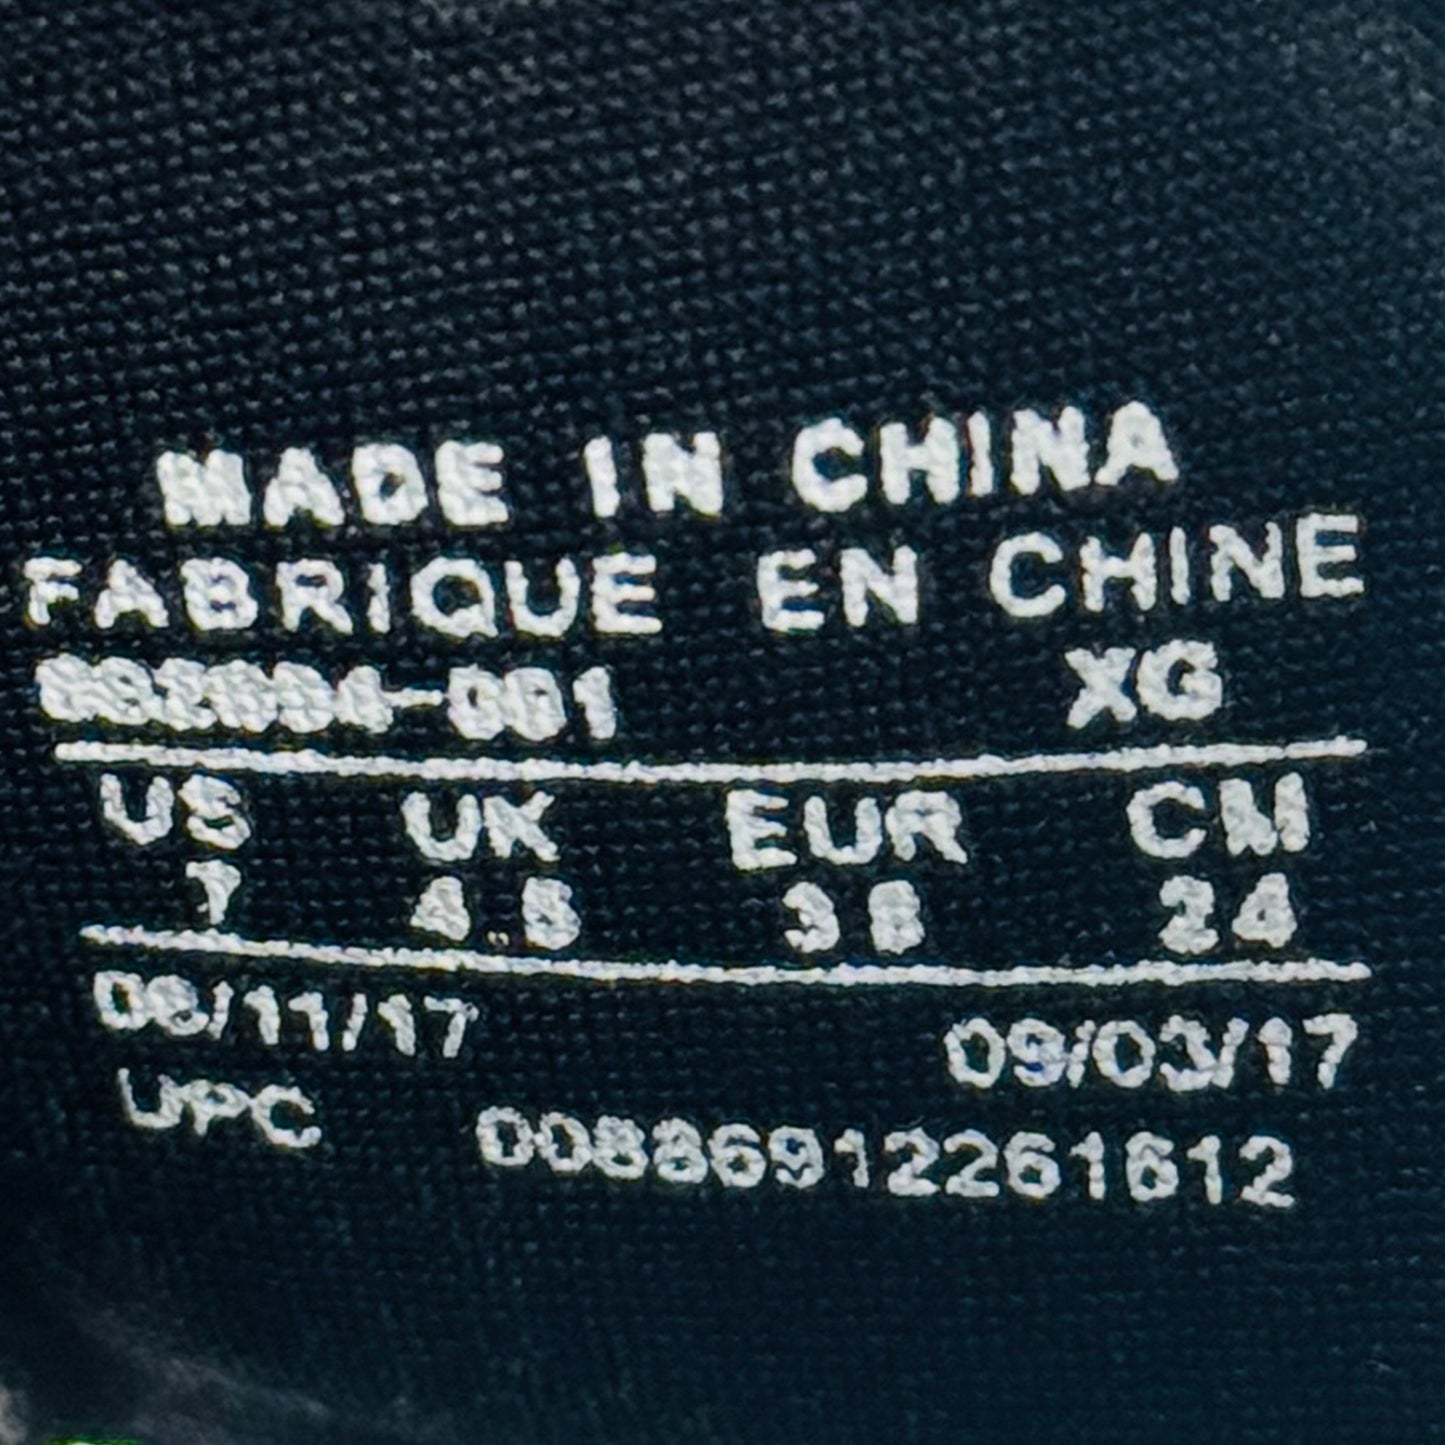 MADE IN CHINA
FABRIQUE EN CHINE
XG
US UK EUR CM
7 4.5 38 24
06/11/17 09/03/17
UPC 00886912261612